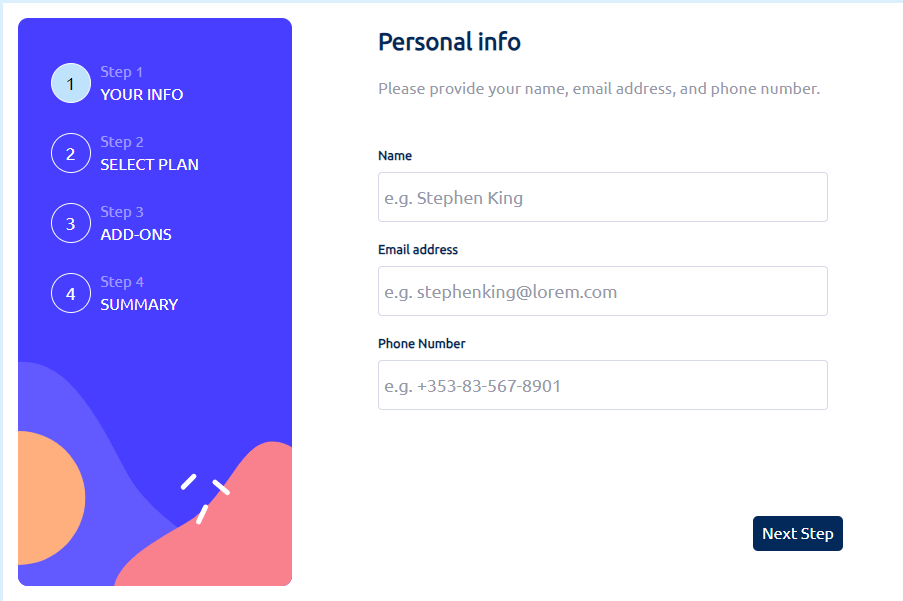 1
Step 1
YOUR INFO
2
Step 2
SELECT PLAN
3
Step 3
ADD-ONS
4
Step 4
SUMMARY
Personal info
Please provide your name, email address, and phone number.
Name
e.g. Stephen King
Email address
e.g. stephenking@lorem.com
Phone Number
e.g. +353-83-567-8901
Next Step